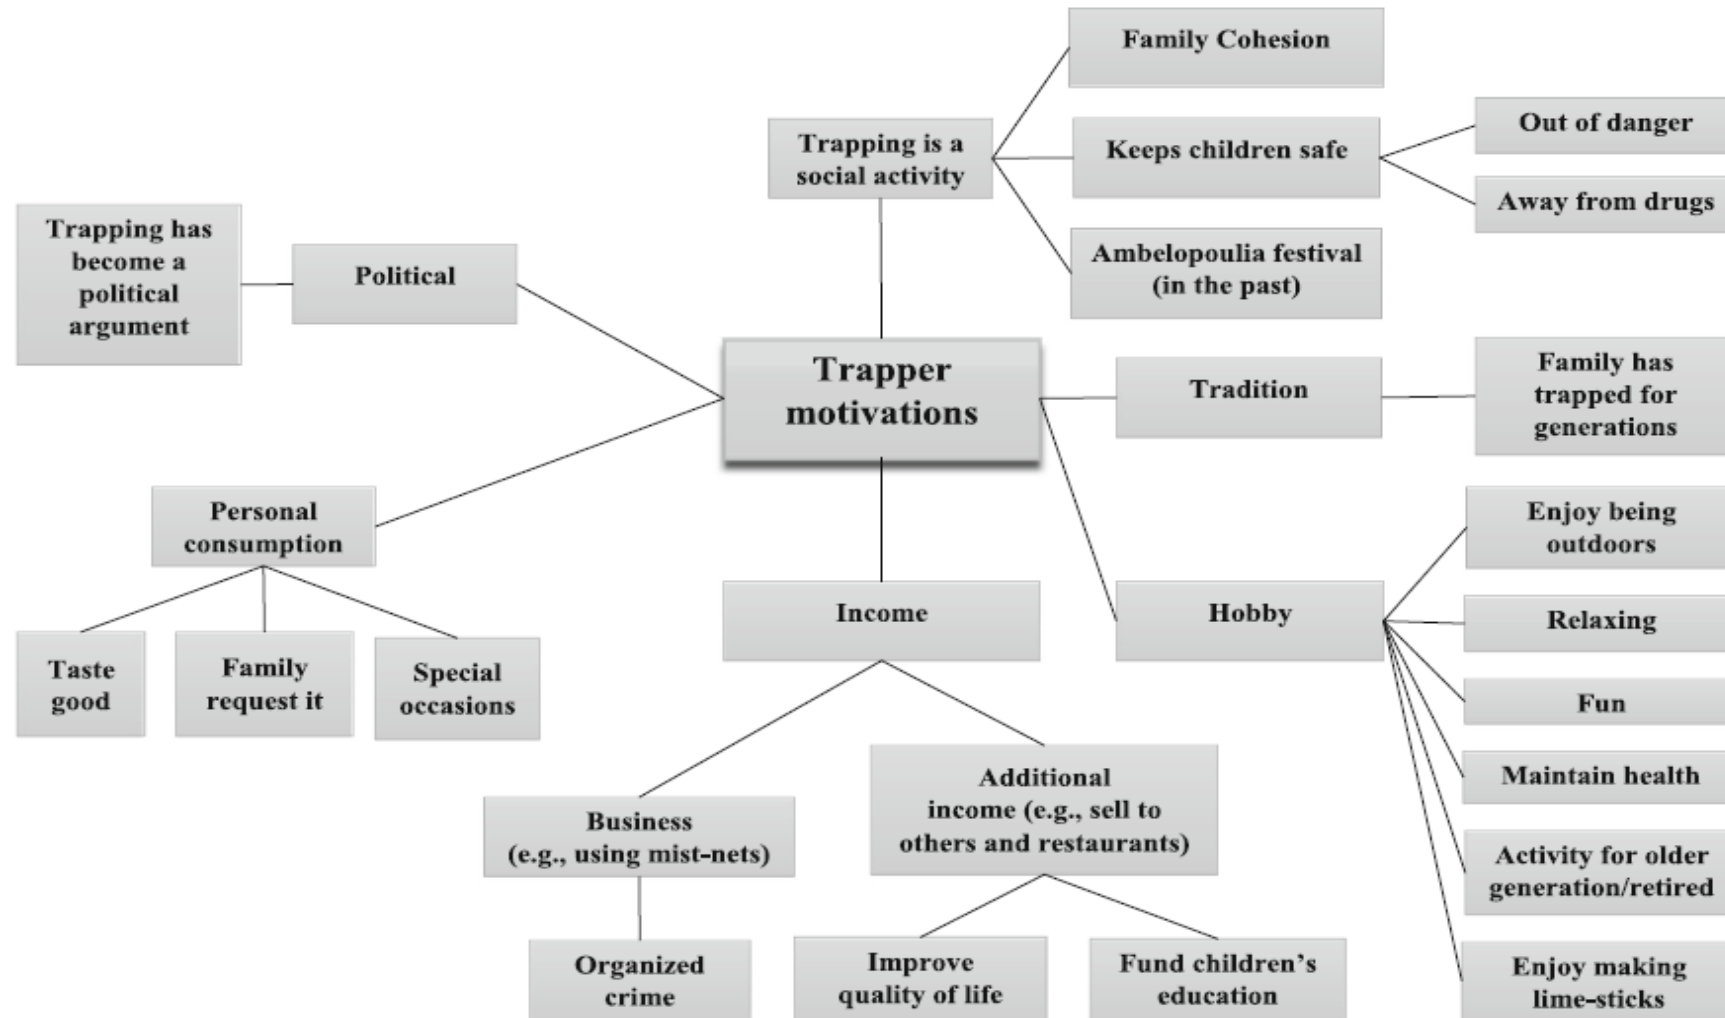 Family Cohesion
Trapping is a
social activity
Keeps children safe
Out of danger
Away from drugs
Ambelopoulia festival
(in the past)
Trapping has
become a
political
argument
Political
Trapper
motivations
Tradition
Family has
trapped for
generations
Personal
consumption
Taste
good
Family
request it
Special
occasions
Income
Hobby
Enjoy being
outdoors
Relaxing
Fun
Maintain health
Activity for older
generation/retired
Enjoy making
lime-sticks
Business
(e.g., using mist-nets)
Additional
income (e.g., sell to
others and restaurants)
Organized
crime
Improve
quality of life
Fund children’s
education